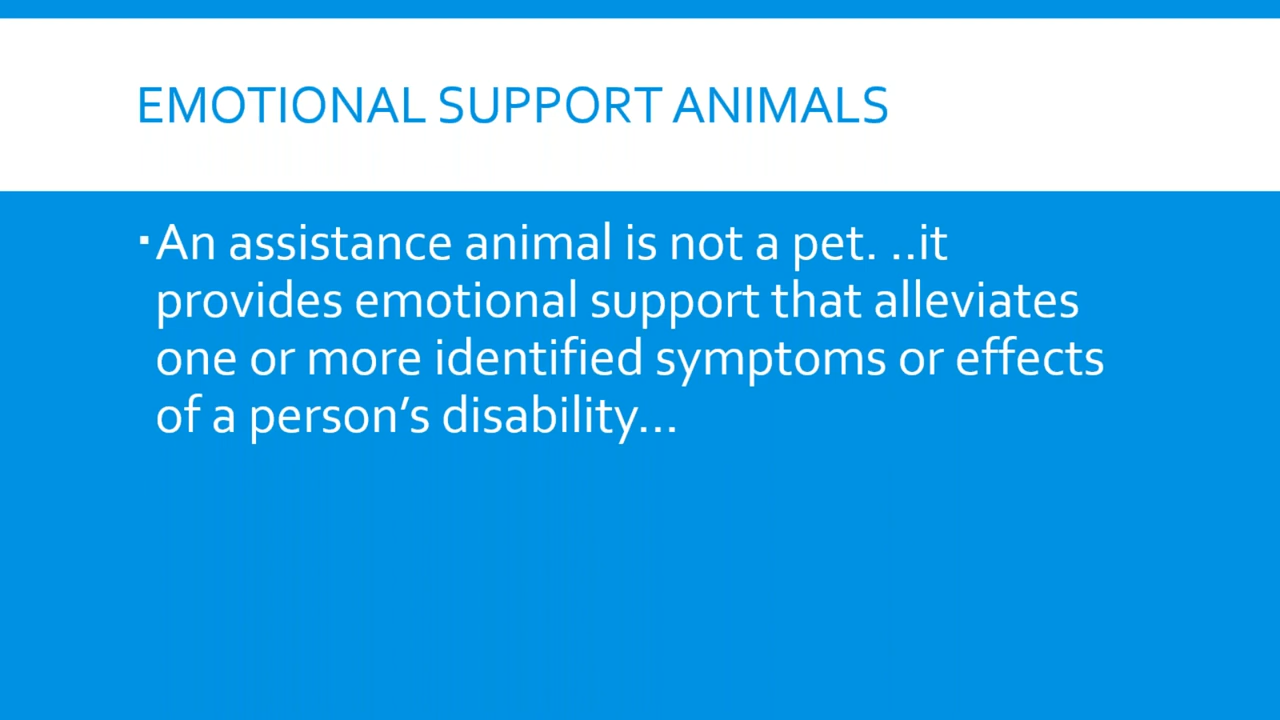 EMOTIONAL SUPPORT ANIMALS
▪An assistance animal is not a pet. ..it
provides emotional support that alleviates
one or more identified symptoms or effects
of a person’s disability…